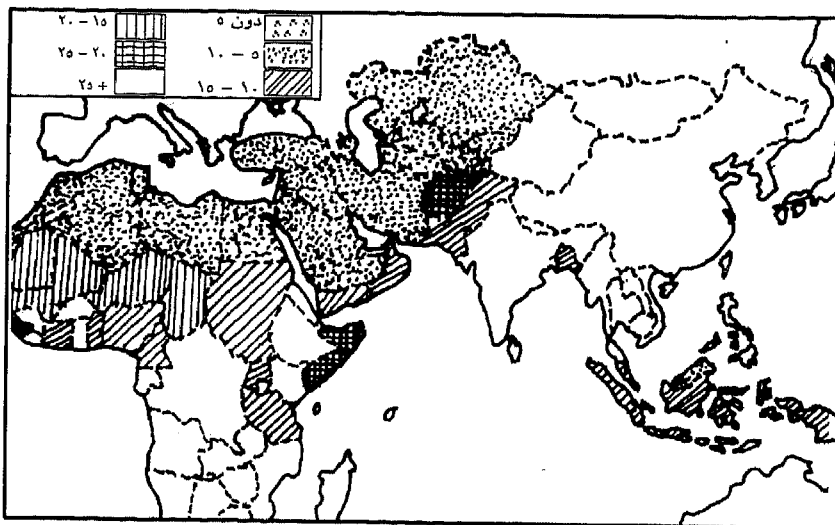 دون ٥
٥ – ١٠
١٠ – ١٥
١٥ – ٢٠
٢٠ – ٢٥
+ ٢٥